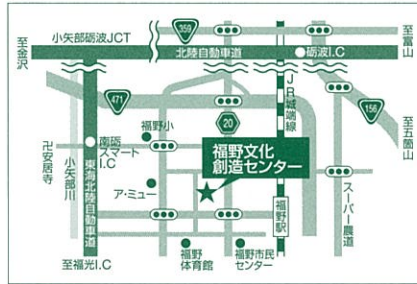 小矢部砺波JCT
359
至金沢
北陸自動車道
砺波I.C
至富山
JR城端線
471
福野小
20
156
至五箇山
卍安居寺
小矢部川
南砺
スマート
I.C
東海北陸自動車道
福野文化
創造センター
ア・ミュー
福野駅
スーパー農道
至福光I.C
福野
体育館
福野市民
センター